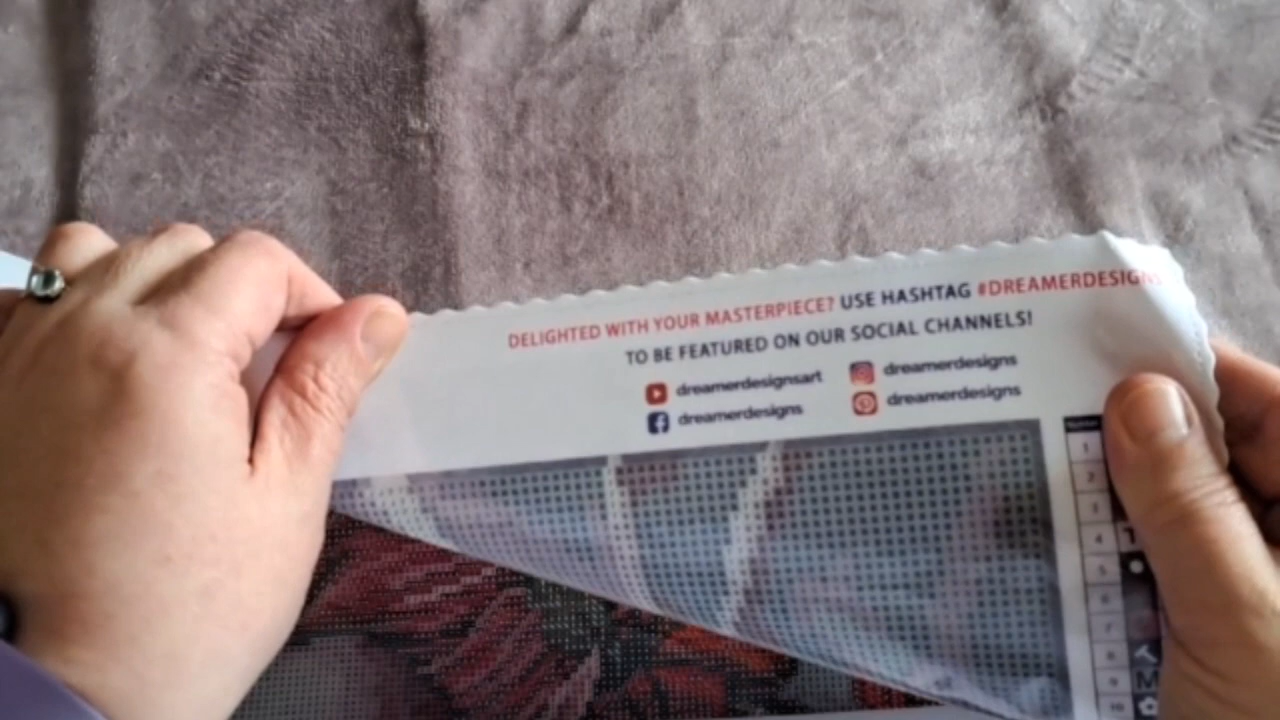 DELIGHTED WITH YOUR MASTERPIECE? USE HASHTAG #DREAMERDESIGNS
TO BE FEATURED ON OUR SOCIAL CHANNELS!
dreamerdesignsart
dreamerdesigns
dreamerdesigns
dreamerdesigns
Number
1
2
3
4 T
5
6
7
8
9 M
10